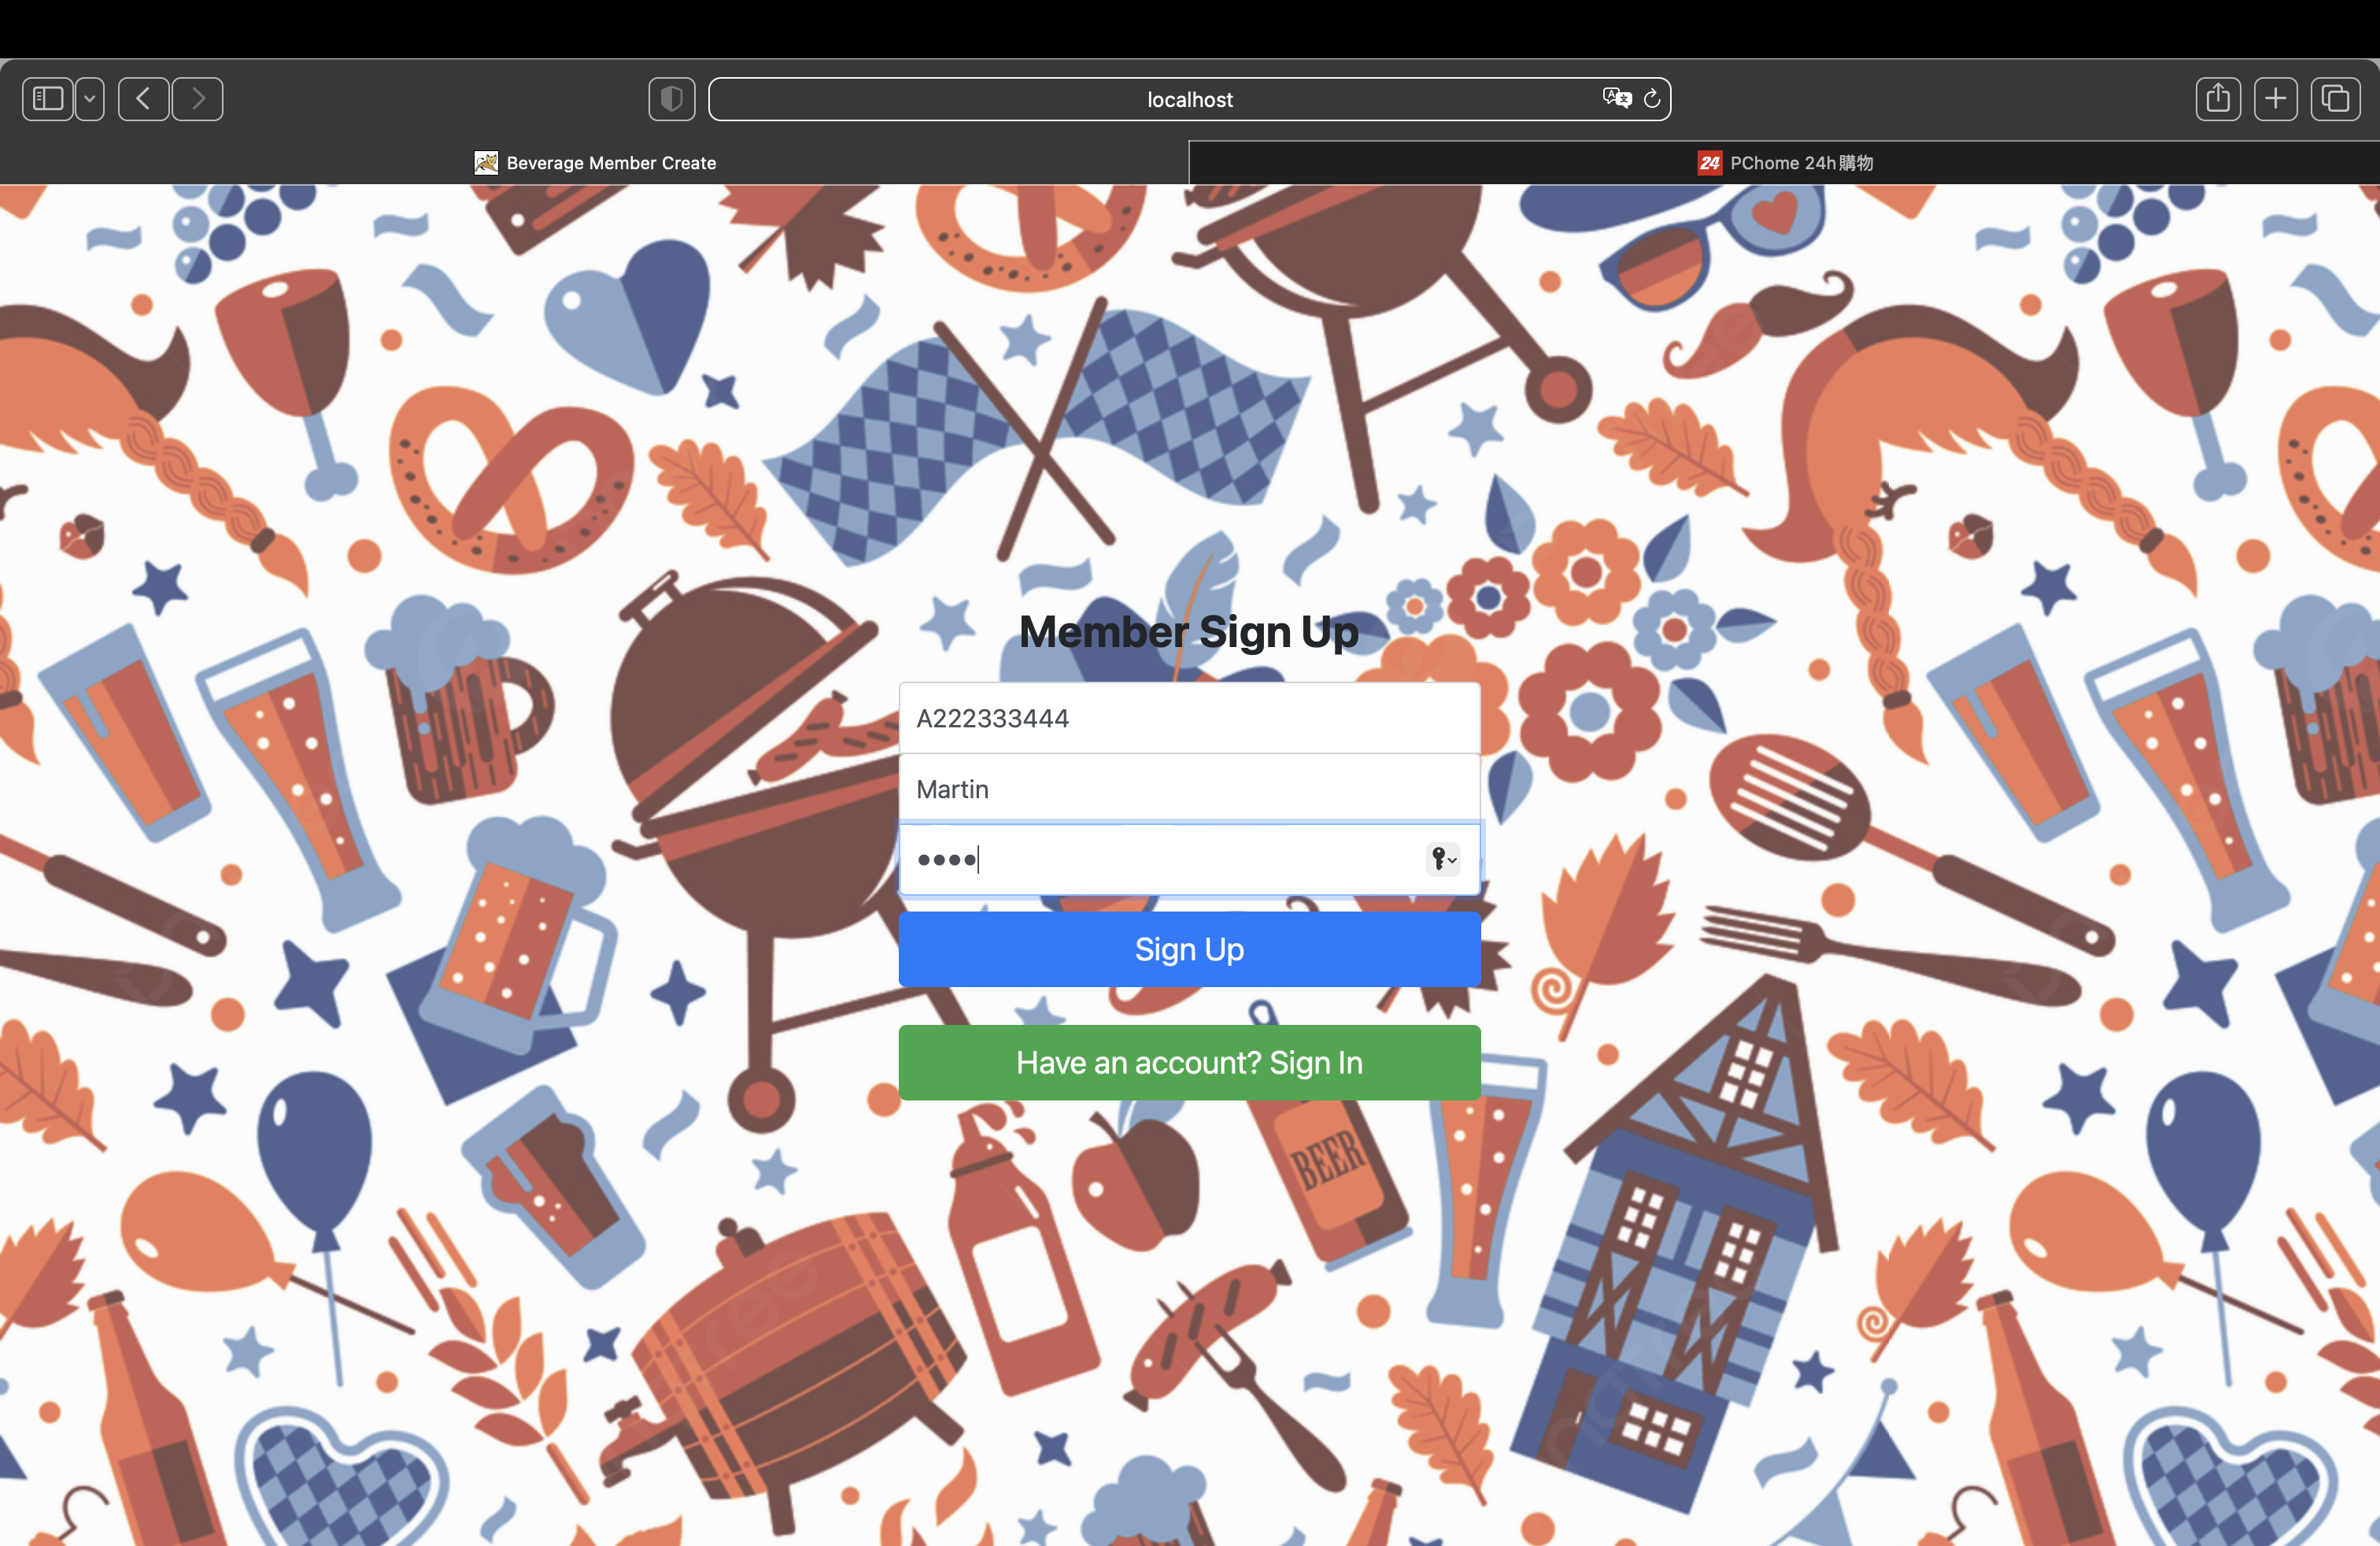 localhost
Beverage Member Create
24 PChome 24h購物
Member Sign Up
A222333444
Martin
Sign Up
Have an account? Sign In
BEER